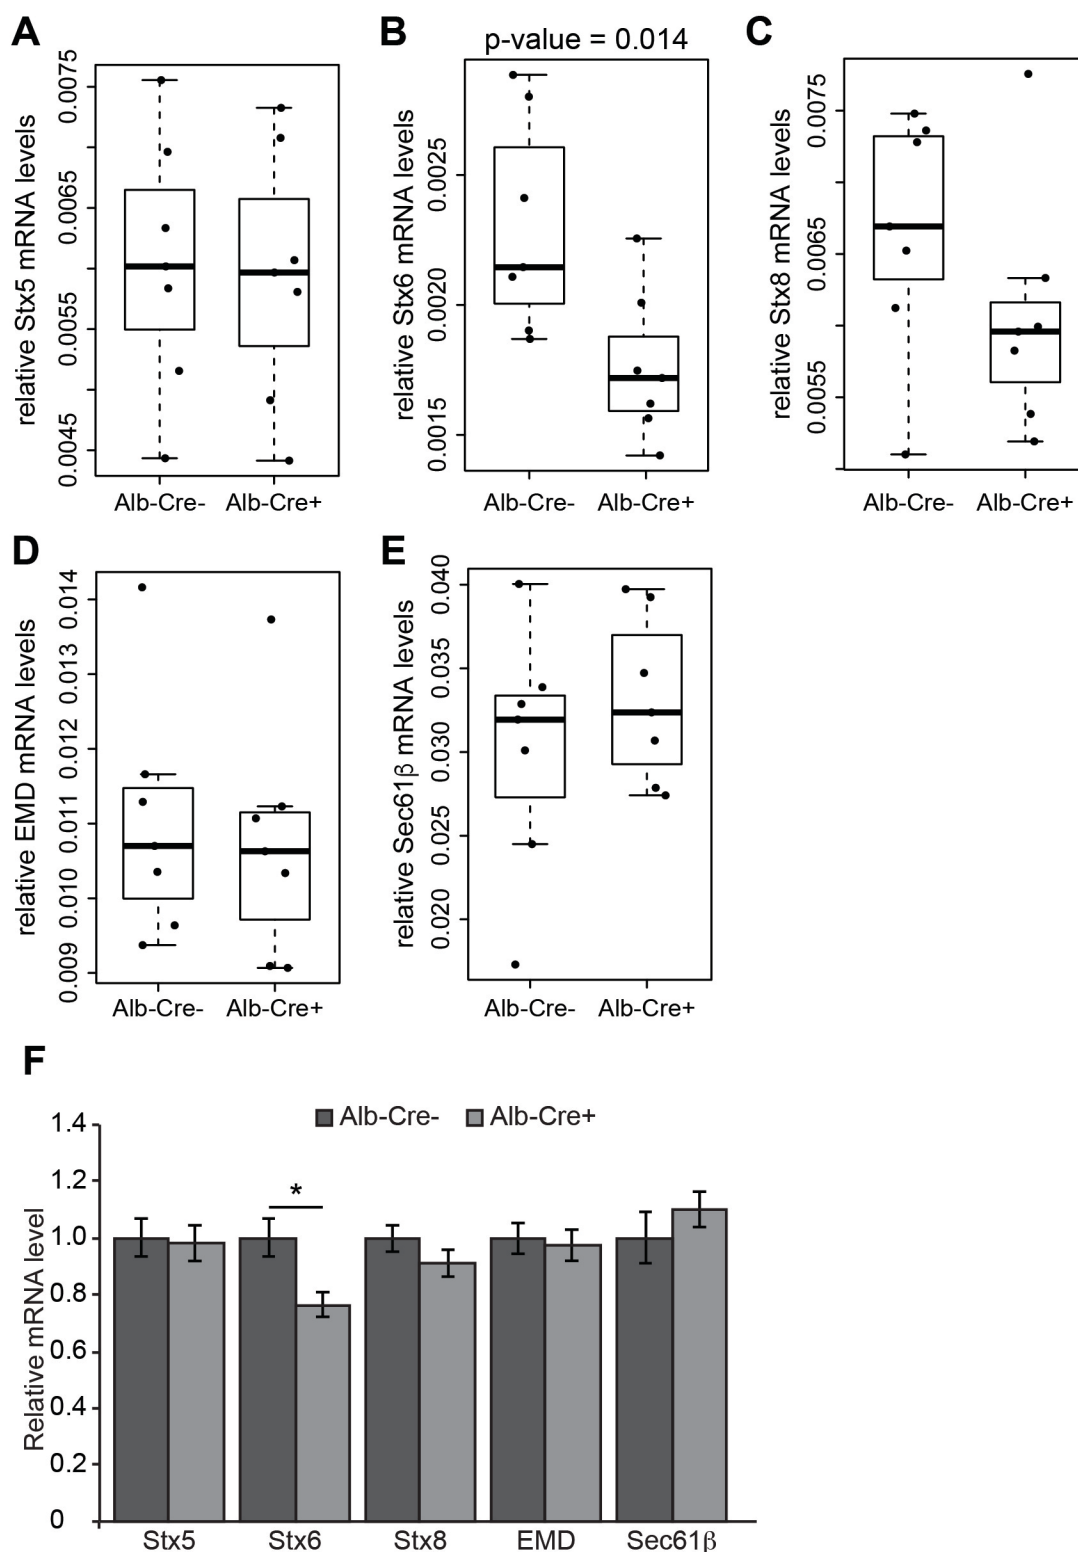 A
relative Stx5 mRNA levels
0.0075
0.0065
0.0055
0.0045
Alb-Cre-
Alb-Cre+
B
p-value = 0.014
relative Stx6 mRNA levels
0.0025
0.0020
0.0015
Alb-Cre-
Alb-Cre+
C
relative Stx8 mRNA levels
0.0075
0.0065
0.0055
Alb-Cre-
Alb-Cre+
D
relative EMD mRNA levels
0.014
0.013
0.012
0.011
0.010
0.009
Alb-Cre-
Alb-Cre+
E
relative Sec61β mRNA levels
0.040
0.035
0.030
0.025
0.020
Alb-Cre-
Alb-Cre+
F
Alb-Cre-
Alb-Cre+
Relative mRNA level
1.4
1.2
1.0
0.8
0.6
0.4
0.2
0
*
Stx5
Stx6
Stx8
EMD
Sec61β